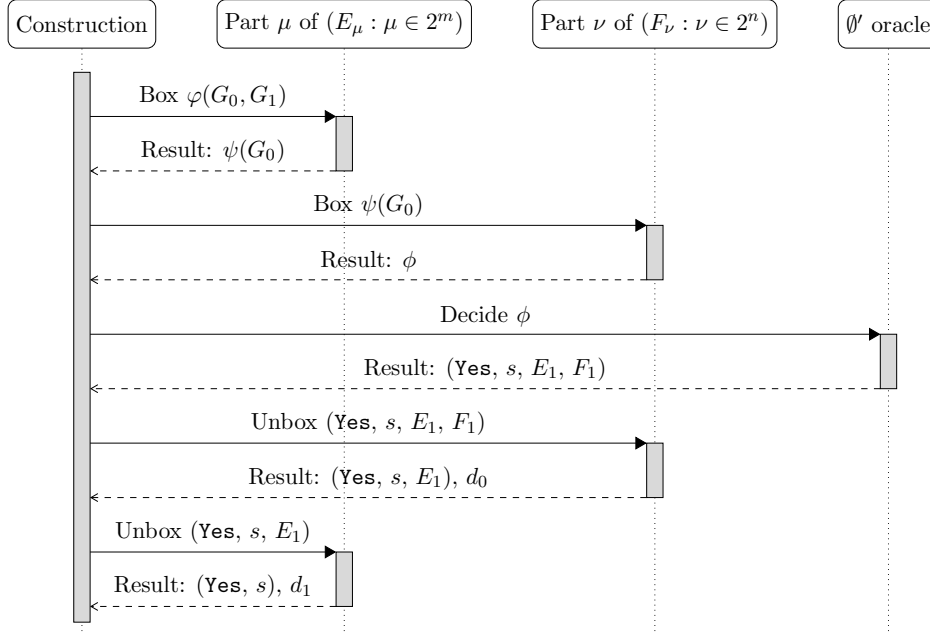 Construction
Part μ of (E_μ : μ ∈ 2^m)
Part ν of (F_ν : ν ∈ 2^n)
∅′ oracle
Box φ(G_0, G_1)
Result: ψ(G_0)
Box ψ(G_0)
Result: ϕ
Decide ϕ
Result: (Yes, s, E_1, F_1)
Unbox (Yes, s, E_1, F_1)
Result: (Yes, s, E_1), d_0
Unbox (Yes, s, E_1)
Result: (Yes, s), d_1